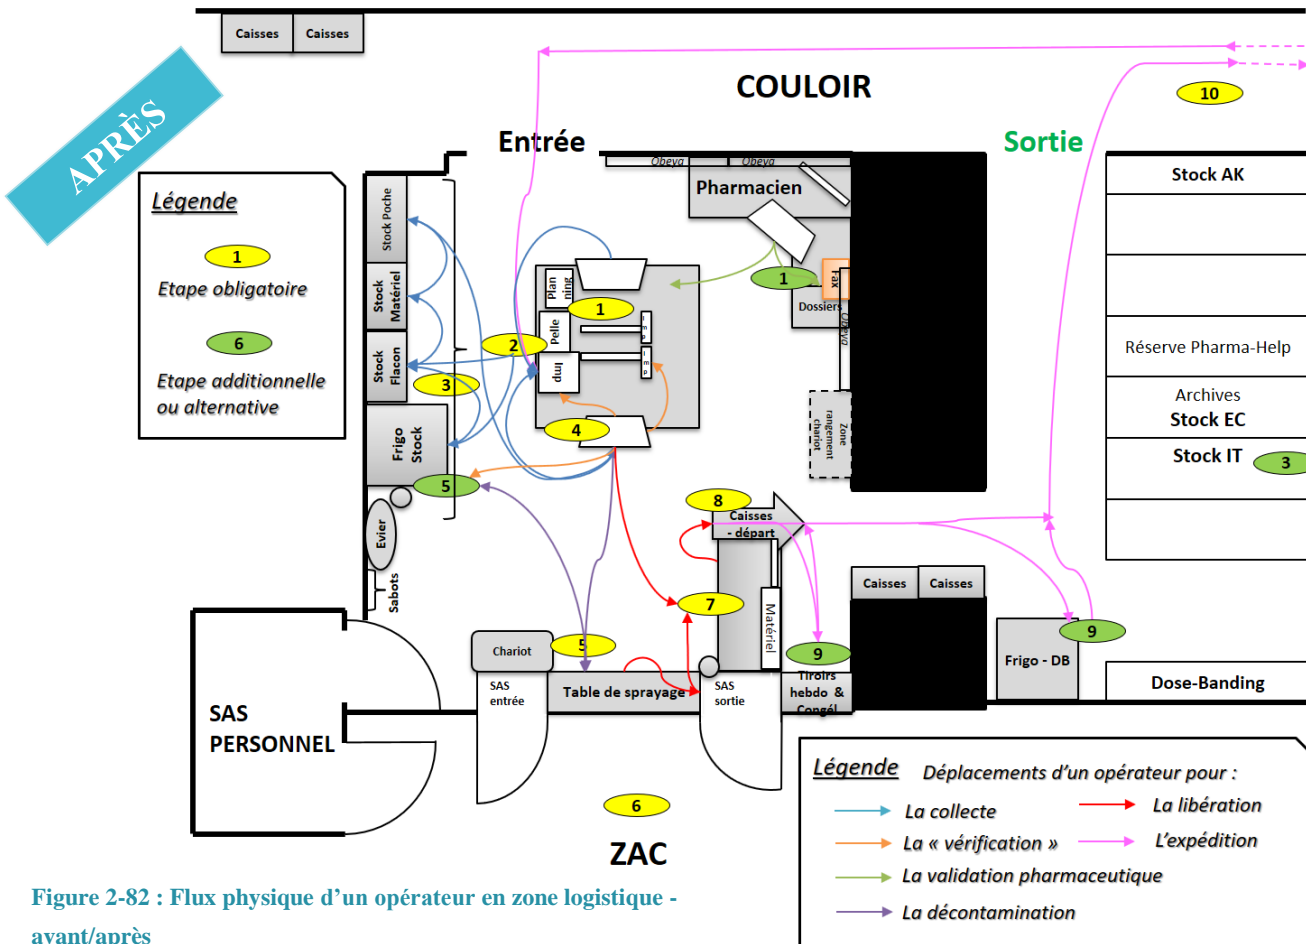 Caisses
Caisses
APRÈS
COULOIR
10
Entrée
Sortie
Obeya
Obeya
Pharmacien
Stock AK
Légende
1
Etape obligatoire
6
Etape additionnelle
ou alternative
Stock Poche
Stock
Matériel
Stock
Flacon
Frigo
Stock
Plan
ning
Pelle
Imp
1
2
3
4
5
1
Fax
Dossiers
Obeya
Zone
rangement
chariot
Réserve Pharma-Help
Archives
Stock EC
Stock IT
3
Evier
Sabots
8
Caisses
- départ
7
Matériel
Caisses
Caisses
9
9
Frigo - DB
Chariot
5
SAS
entrée
Table de sprayage
SAS
sortie
Tiroirs
hebdo &
Congél
Dose-Banding
SAS
PERSONNEL
6
ZAC
Légende
Déplacements d'un opérateur pour :
La collecte
La libération
La « vérification »
L'expédition
La validation pharmaceutique
La décontamination
Figure 2-82 : Flux physique d'un opérateur en zone logistique -
avant/après